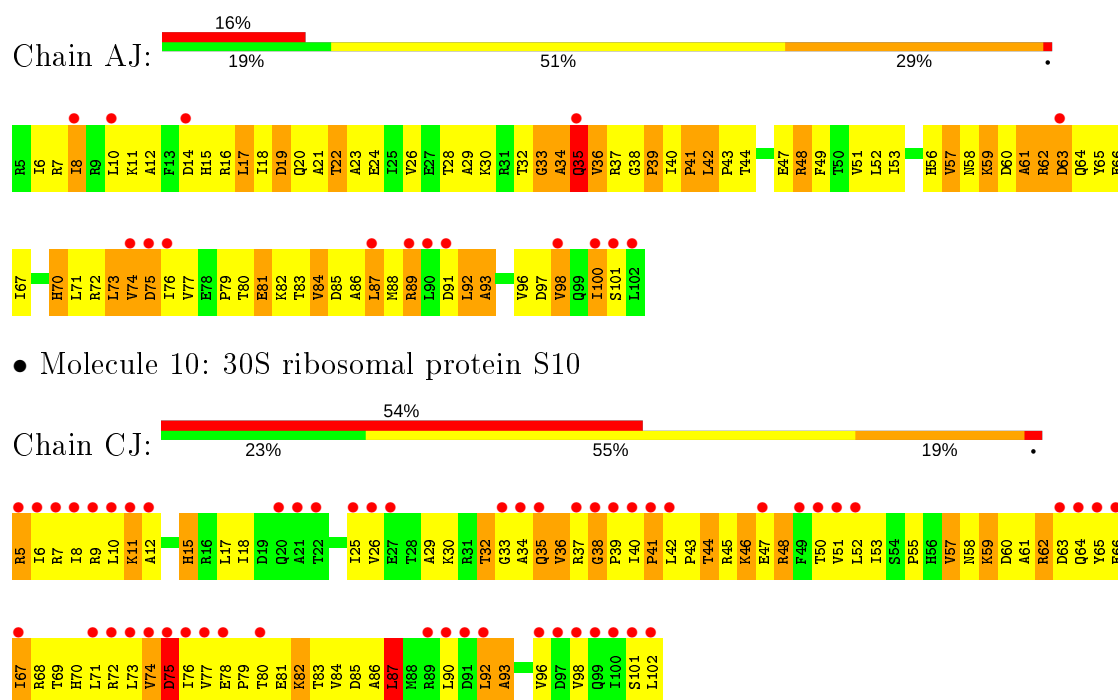 16%
Chain AJ:
19% 51% 29% •
R5 I6 R7 I8 R9 L10 K11 A12 F13 D14 H15 R16 L17 I18 D19 Q20 A21 T22 A23 E24 I25 V26 E27 T28 A29 K30 R31 T32 G33 A34 Q35 V36 R37 G38 P39 I40 P41 L42 P43 T44 E47 R48 F49 T50 V51 L52 I53 H56 V57 N58 K59 D60 A61 R62 D63 Q64 Y65 E66
I67 H70 L71 R72 L73 V74 D75 I76 V77 E78 P79 T80 E81 K82 T83 V84 D85 A86 L87 M88 R89 L90 D91 L92 A93 V96 D97 V98 Q99 I100 S101 L102
• Molecule 10: 30S ribosomal protein S10
54%
Chain CJ:
23% 55% 19% •
R5 I6 R7 I8 R9 L10 K11 A12 H15 R16 L17 I18 D19 Q20 A21 T22 I25 V26 E27 T28 A29 K30 R31 T32 G33 A34 Q35 V36 R37 G38 P39 I40 P41 L42 P43 T44 R45 K46 E47 R48 F49 T50 V51 L52 I53 S54 P55 H56 V57 N58 K59 D60 A61 R62 D63 Q64 Y65 E66
I67 R68 T69 H70 L71 R72 L73 V74 D75 I76 V77 E78 P79 T80 E81 K82 T83 V84 D85 A86 L87 M88 R89 L90 D91 L92 A93 V96 D97 V98 Q99 I100 S101 L102